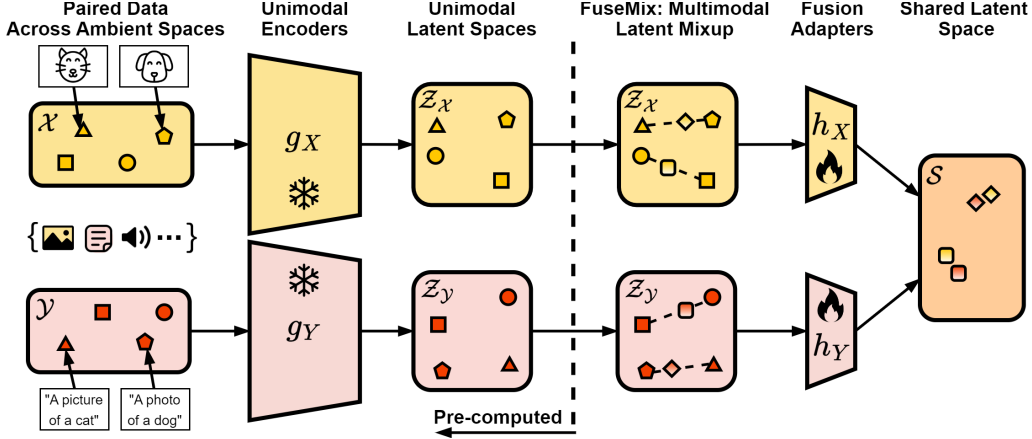 Paired Data
Across Ambient Spaces
Unimodal
Encoders
Unimodal
Latent Spaces
FuseMix: Multimodal
Latent Mixup
Fusion
Adapters
Shared Latent
Space
𝒳
g_X
𝒵_𝒳
𝒵_𝒳
h_X
𝒮
{ ... }
𝒴
g_Y
𝒵_𝒴
𝒵_𝒴
h_Y
"A picture
of a cat"
"A photo
of a dog"
Pre-computed